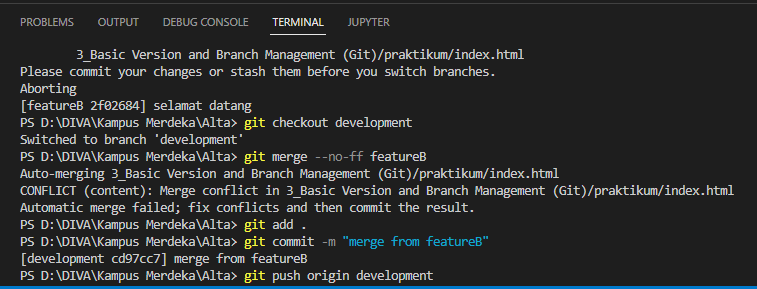 PROBLEMS OUTPUT DEBUG CONSOLE TERMINAL JUPYTER
3_Basic Version and Branch Management (Git)/praktikum/index.html
Please commit your changes or stash them before you switch branches.
Aborting
[featureB 2f02684] selamat datang
PS D:\DIVA\Kampus Merdeka\Alta> git checkout development
Switched to branch 'development'
PS D:\DIVA\Kampus Merdeka\Alta> git merge --no-ff featureB
Auto-merging 3_Basic Version and Branch Management (Git)/praktikum/index.html
CONFLICT (content): Merge conflict in 3_Basic Version and Branch Management (Git)/praktikum/index.html
Automatic merge failed; fix conflicts and then commit the result.
PS D:\DIVA\Kampus Merdeka\Alta> git add .
PS D:\DIVA\Kampus Merdeka\Alta> git commit -m "merge from featureB"
[development cd97cc7] merge from featureB
PS D:\DIVA\Kampus Merdeka\Alta> git push origin development